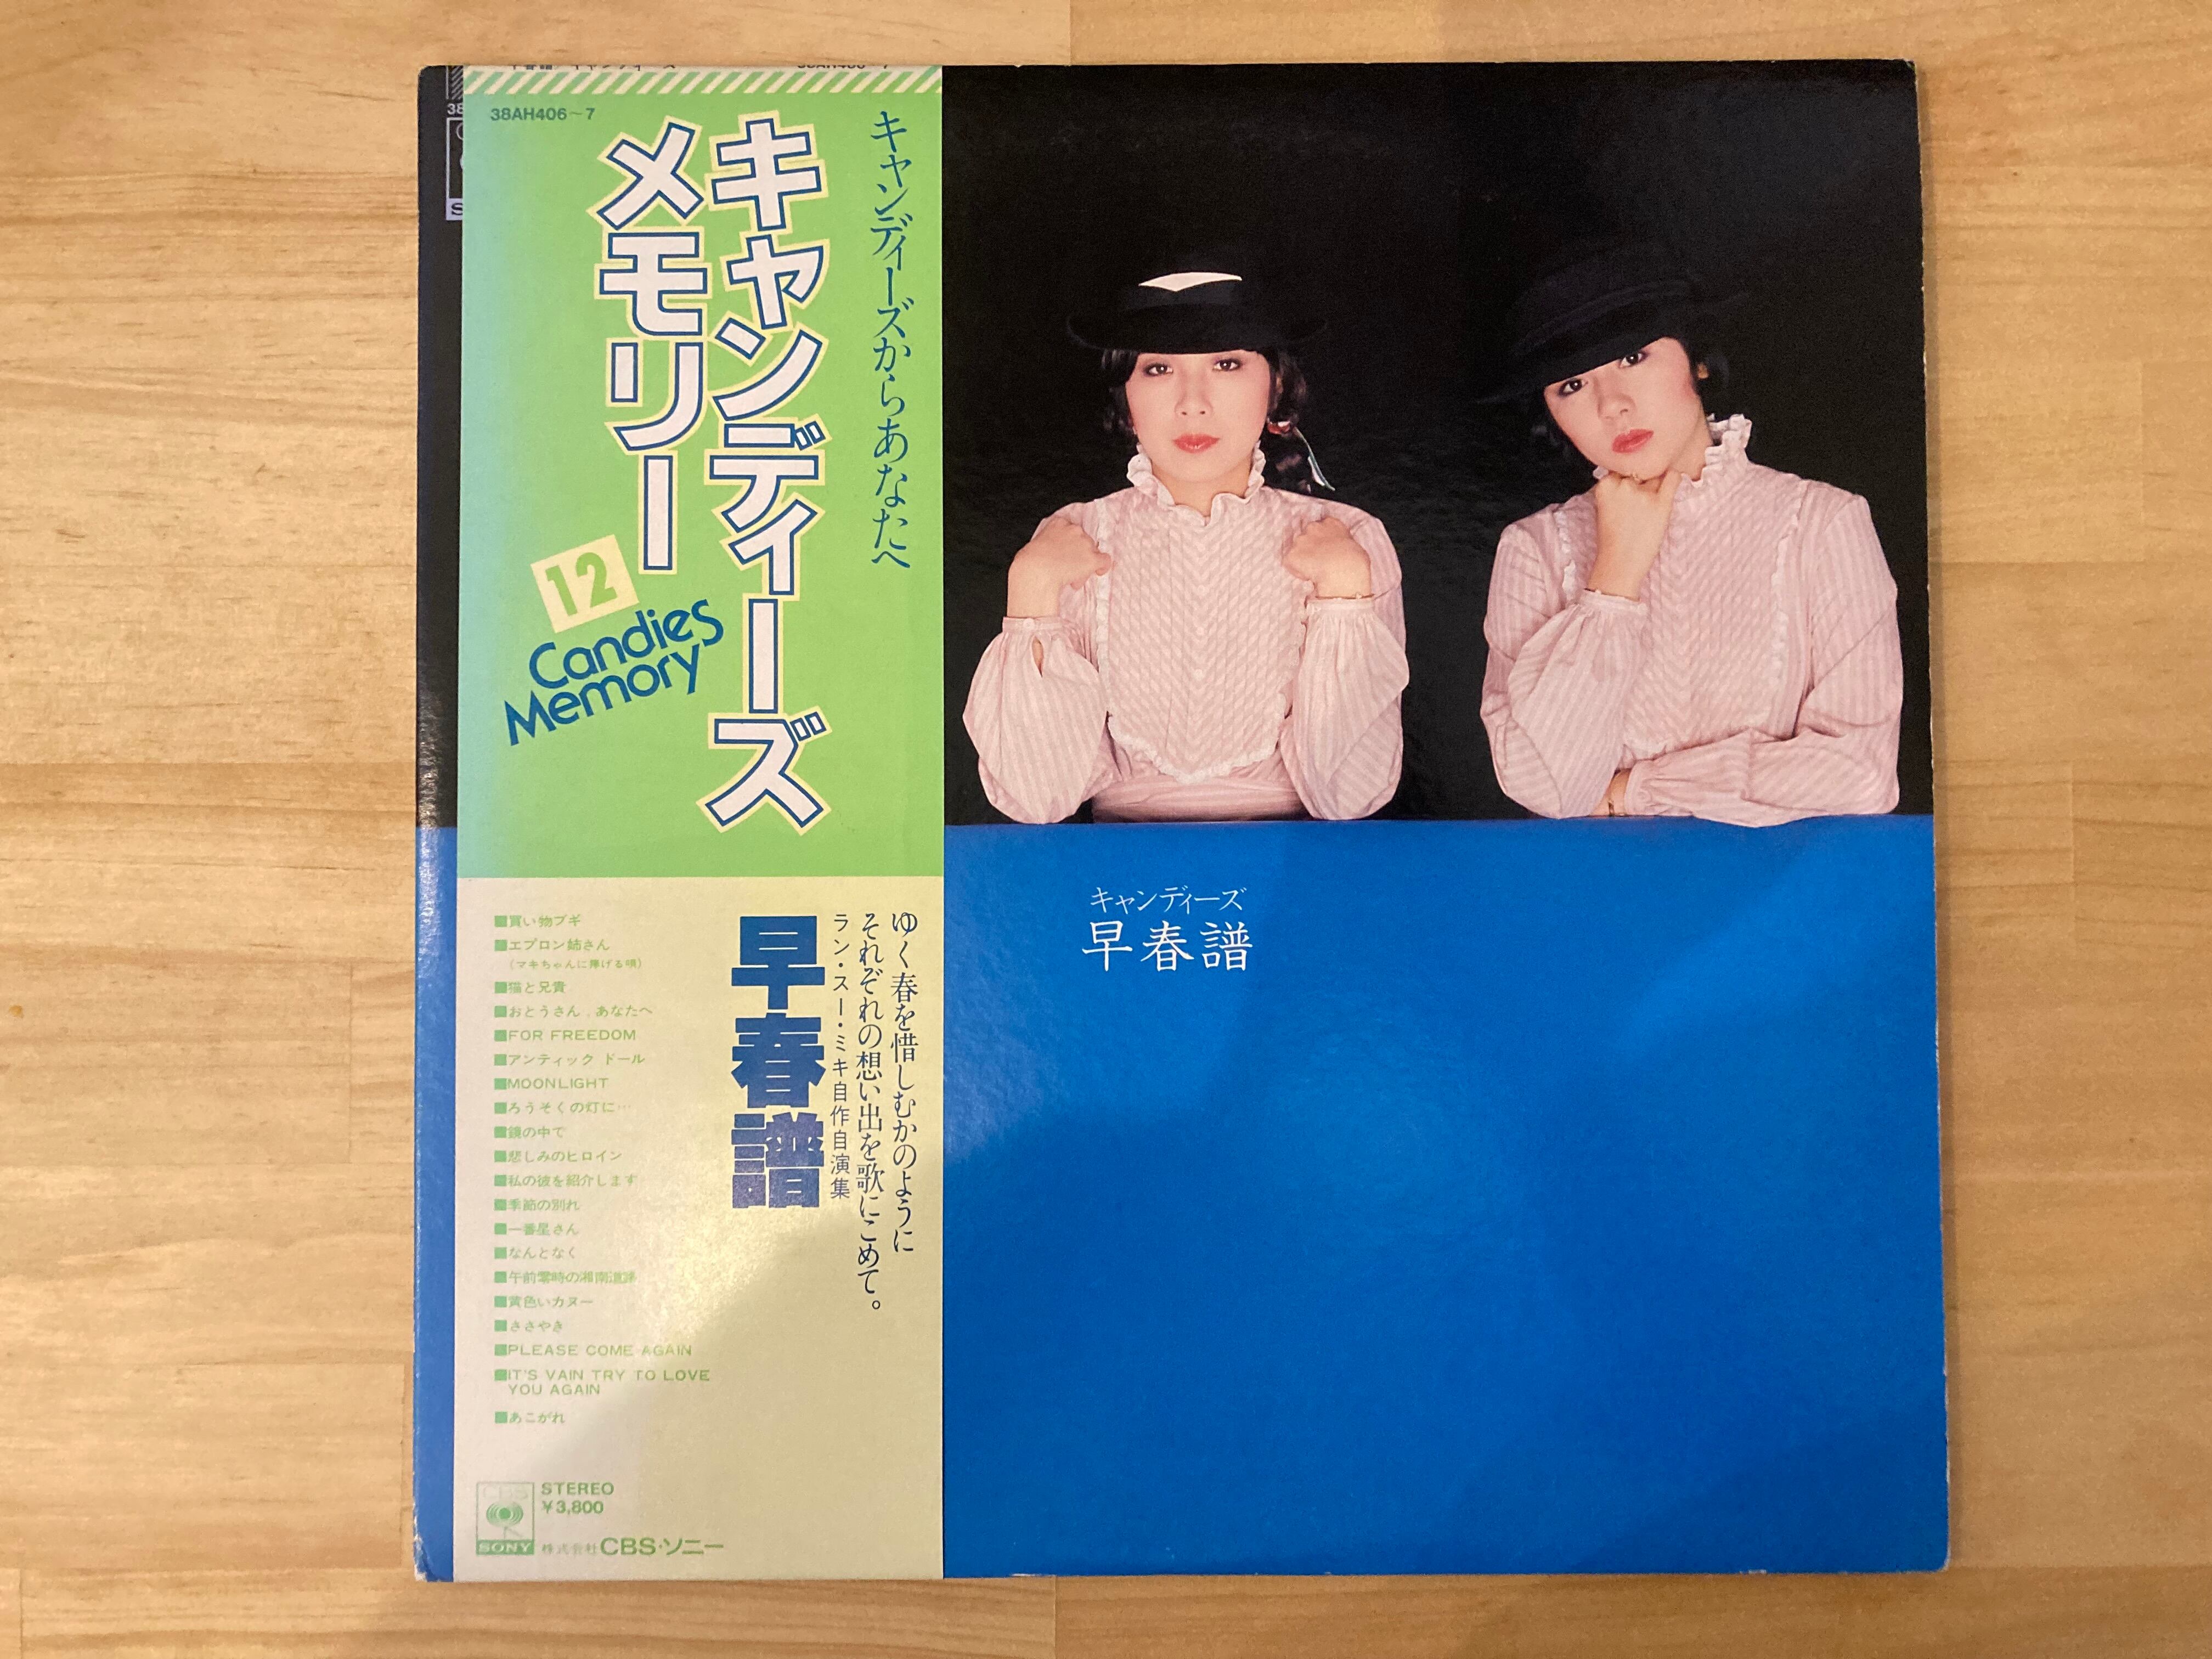 38AH406〜7
キャンディーズからあなたへ
キャンディーズ
メモリー
12
Candies
Memory
ゆく春を惜しむかのように
それぞれの想い出を歌にこめて。
ラン・スー・ミキ自作自演集
早春譜
■買い物ブギ
■エプロン姉さん
(マキちゃんに捧げる唄)
■猫と兄貴
■おとうさん，あなたへ
■FOR FREEDOM
■アンティック ドール
■MOONLIGHT
■ろうそくの灯に…
■鏡の中で
■悲しみのヒロイン
■私の彼を紹介します
■季節の別れ
■一番星さん
■なんとなく
■午前零時の湘南道路
■黄色いカヌー
■ささやき
■PLEASE COME AGAIN
■IT'S VAIN TRY TO LOVE
YOU AGAIN
■あこがれ
CBS
SONY
STEREO
¥3,800
株式会社 CBS・ソニー
キャンディーズ
早春譜